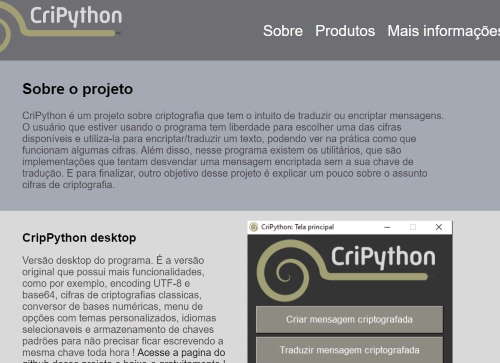 CriPython
Sobre Produtos Mais informações
Sobre o projeto
CriPython é um projeto sobre criptografia que tem o intuito de traduzir ou encriptar mensagens.
O usuário que estiver usando o programa tem liberdade para escolher uma das cifras
disponíveis e utiliza-la para encriptar/traduzir um texto, podendo ver na prática como que
funcionam algumas cifras. Além disso, nesse programa existem os utilitários, que são
implementações que tentam desvendar uma mensagem encriptada sem a sua chave de
tradução. E para finalizar, outro objetivo desse projeto é explicar um pouco sobre o assunto
cifras de criptografia.
CripPython desktop
Versão desktop do programa. É a versão
original que possui mais funcionalidades,
como por exemplo, encoding UTF-8 e
base64, cifras de criptografias classicas,
conversor de bases numéricas, menu de
opções com temas personalizados, idiomas
selecionaveis e armazenamento de chaves
padrões para não precisar ficar escrevendo a
mesma chave toda hora ! Acesse a pagina do
github desse projeto e baixe-o gratuitamente !
CriPython: Tela principal
CriPython
Criar mensagem criptografada
Traduzir mensagem criptografada